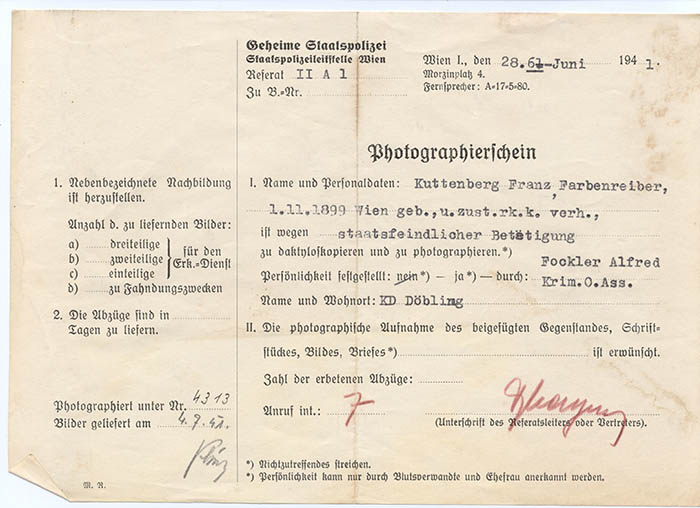 Geheime Staatspolizei
Staatspolizeileitstelle Wien
Referat II A 1
Zu B.=Nr.
Wien I., den 28. 61-Juni 1941.
Morzinplatz 4.
Fernsprecher: A=17=5=80.
Photographierschein
1. Nebenbezeichnete Nachbildung
ist herzustellen.
Anzahl d. zu liefernden Bilder:
a) dreiteilige
b) zweiteilige
c) einteilige
für den
Erk.=Dienst
d) zu Fahndungszwecken
2. Die Abzüge sind in
Tagen zu liefern.
Photographiert unter Nr. 4313
Bilder geliefert am 4.7.41.
M. R.
I. Name und Personaldaten: Kuttenberg Franz, Farbenreiber,
1.11.1899 Wien geb., u.zust.rk.k. verh.,
ist wegen staatsfeindlicher Betätigung
zu daktyloskopieren und zu photographieren.*)
Persönlichkeit festgestellt: nein*) – ja*) – durch: Fockler Alfred
Krim.O.Ass.
Name und Wohnort: KD Döbling
II. Die photographische Aufnahme des beigefügten Gegenstandes, Schrift=
stückes, Bildes, Briefes*) ist erwünscht.
Zahl der erbetenen Abzüge:
Anruf int.: 7
(Unterschrift des Referatsleiters oder Vertreters).
*) Nichtzutreffendes streichen.
*) Persönlichkeit kann nur durch Blutsverwandte und Ehefrau anerkannt werden.